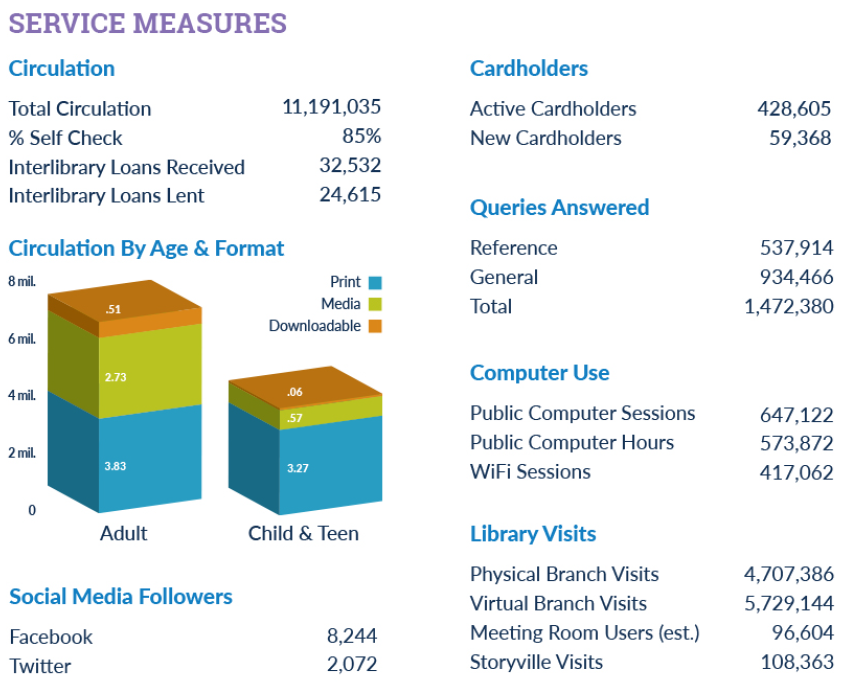 SERVICE MEASURES
Circulation
Total Circulation 11,191,035
% Self Check 85%
Interlibrary Loans Received 32,532
Interlibrary Loans Lent 24,615
Circulation By Age & Format
8 mil.
6 mil.
4 mil.
2 mil.
0
Print
Media
Downloadable
.51
2.73
3.83
.06
.57
3.27
Adult
Child & Teen
Social Media Followers
Facebook 8,244
Twitter 2,072
Cardholders
Active Cardholders 428,605
New Cardholders 59,368
Queries Answered
Reference 537,914
General 934,466
Total 1,472,380
Computer Use
Public Computer Sessions 647,122
Public Computer Hours 573,872
WiFi Sessions 417,062
Library Visits
Physical Branch Visits 4,707,386
Virtual Branch Visits 5,729,144
Meeting Room Users (est.) 96,604
Storyville Visits 108,363